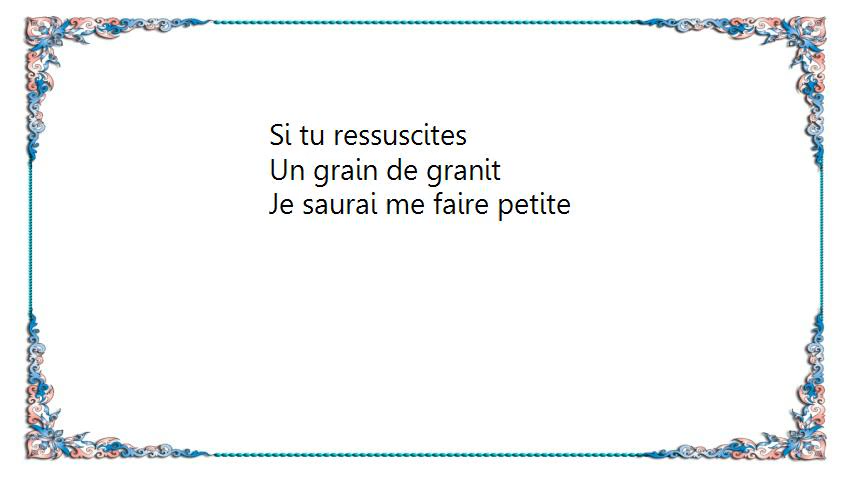 Si tu ressuscites
Un grain de granit
Je saurai me faire petite